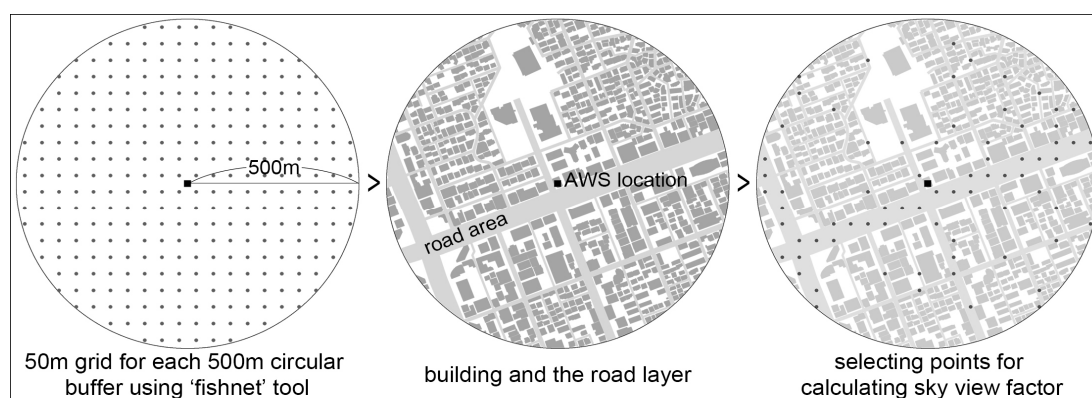 500m
>
AWS location
road area
>
50m grid for each 500m circular
buffer using ‘fishnet’ tool
building and the road layer
selecting points for
calculating sky view factor